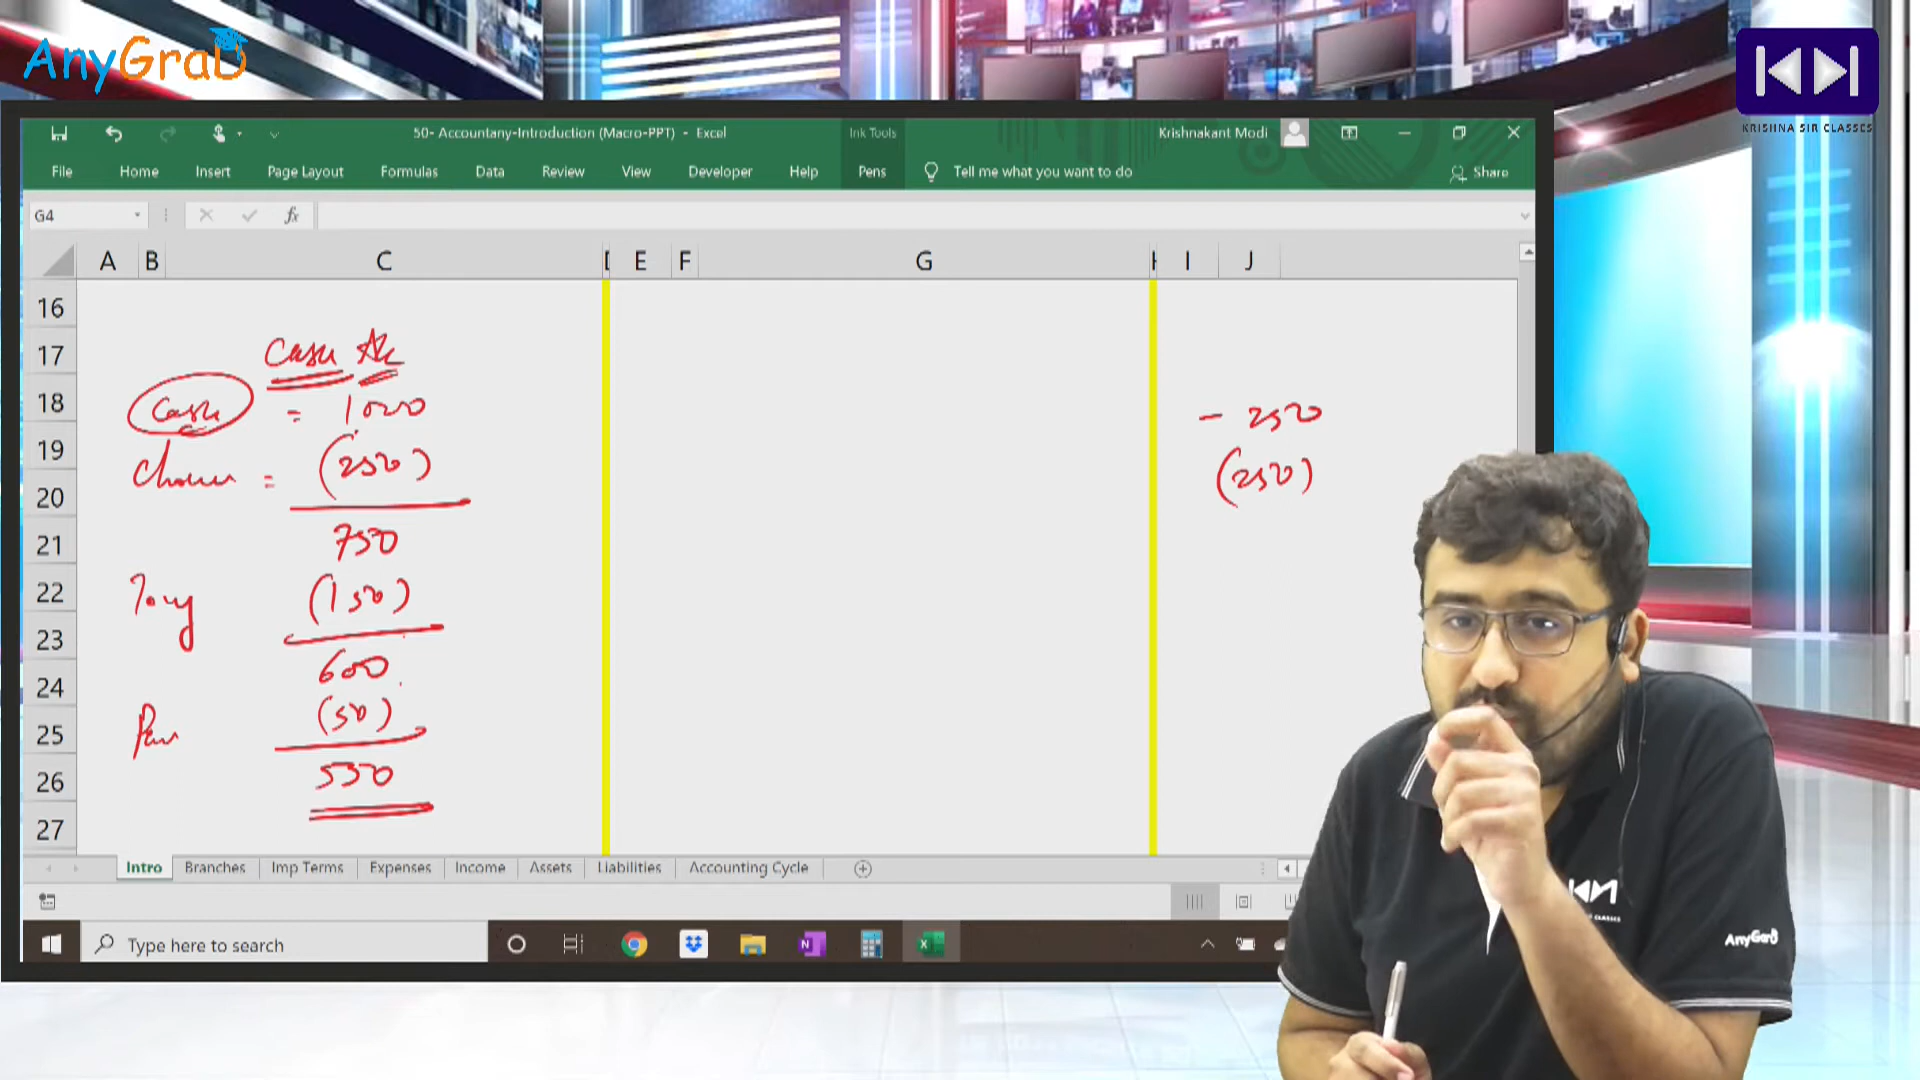 AnyGraD
KRISHNA SIR CLASSES
50- Accountany-Introduction (Macro-PPT) - Excel
Ink Tools
Krishnakant Modi
File Home Insert Page Layout Formulas Data Review View Developer Help Pens Tell me what you want to do Share
G4 fx
A B C E F G I J
16
17 Cash A/c
18 Cash = 1000 - 250
19 = (250) (250)
20
21 750
22 (150)
23
24 600
25 Pen (50)
26 550
27
Intro Branches Imp Terms Expenses Income Assets Liabilities Accounting Cycle
Type here to search
AnyGraD